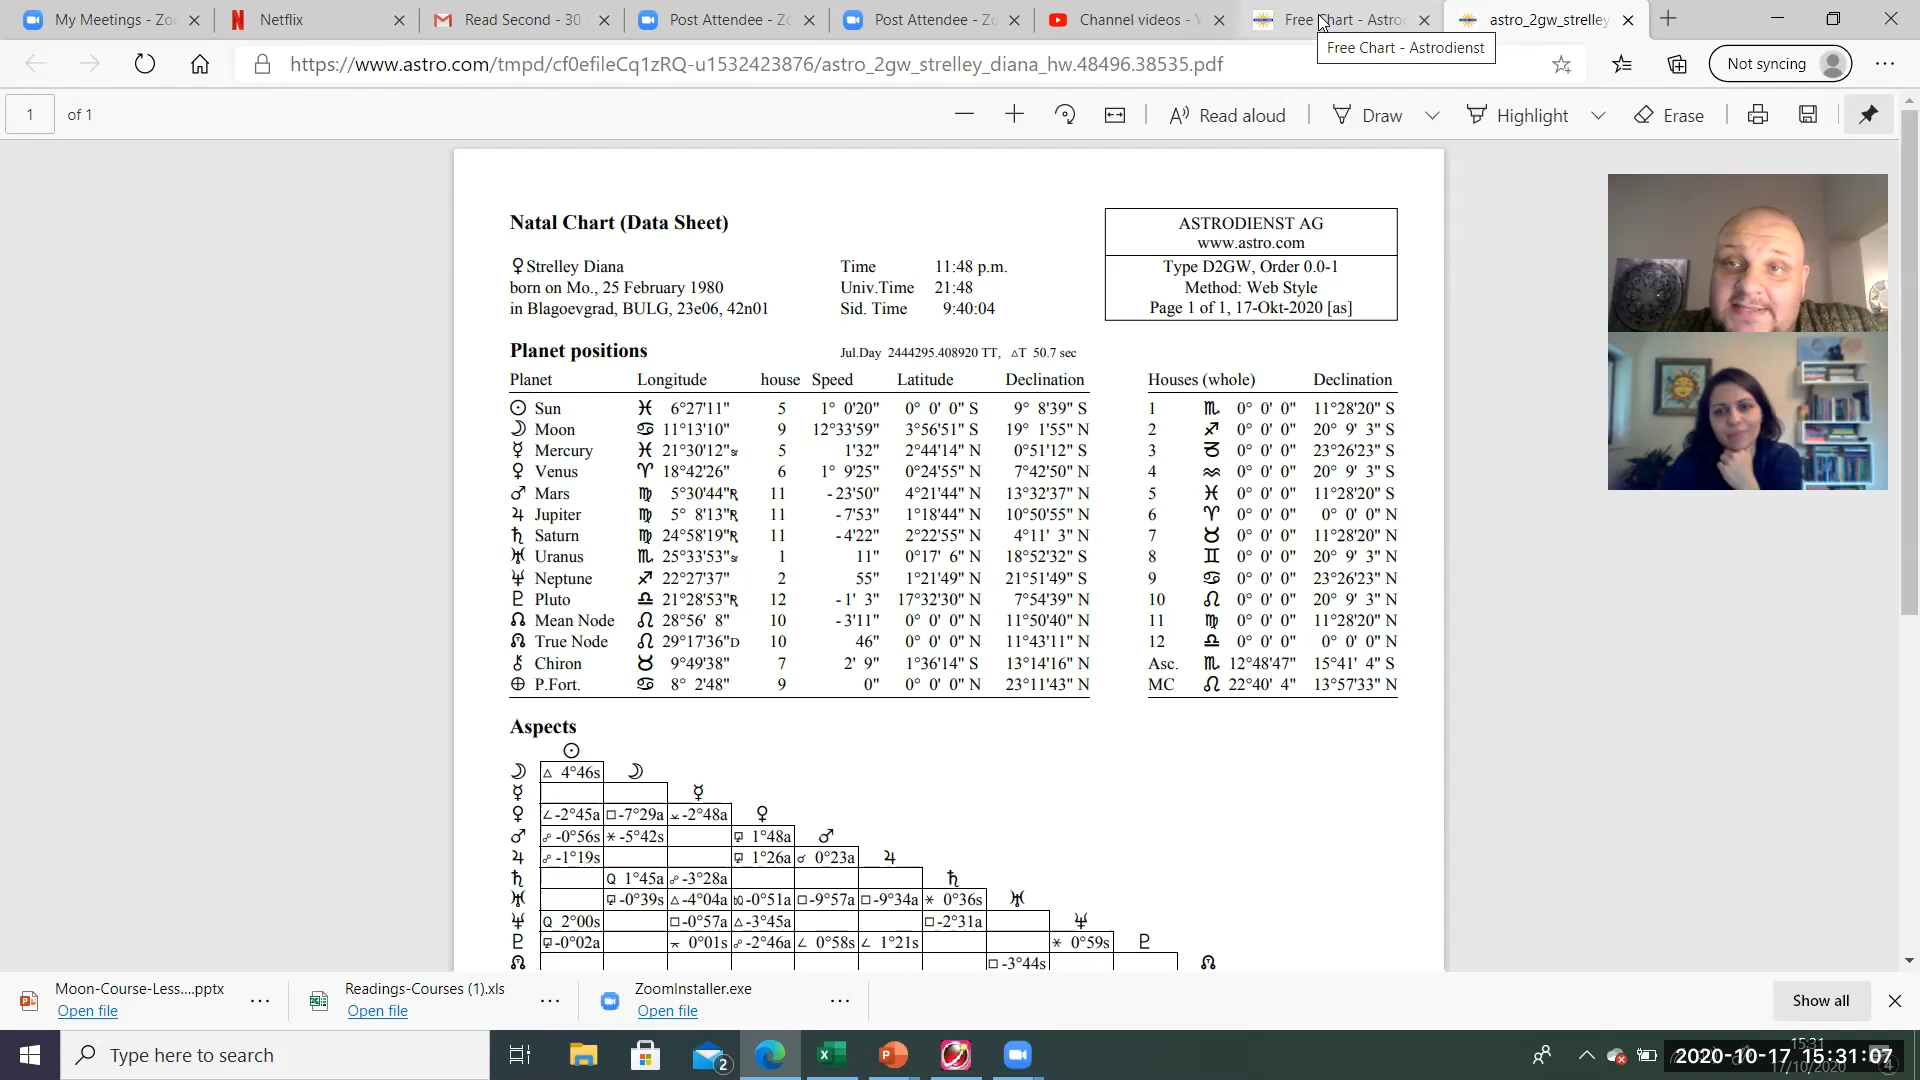 My Meetings - Zo
Netflix
Read Second - 30
Post Attendee - Zo
Post Attendee - Zo
Channel videos - Y
Free Chart - Astro
astro_2gw_strelley
Free Chart - Astrodienst
https://www.astro.com/tmpd/cf0efileCq1zRQ-u1532423876/astro_2gw_strelley_diana_hw.48496.38535.pdf
Not syncing
1 of 1
Read aloud
Draw
Highlight
Erase
Natal Chart (Data Sheet)
ASTRODIENST AG
www.astro.com
♀ Strelley Diana Time 11:48 p.m. Type D2GW, Order 0.0-1
born on Mo., 25 February 1980 Univ.Time 21:48 Method: Web Style
in Blagoevgrad, BULG, 23e06, 42n01 Sid. Time 9:40:04 Page 1 of 1, 17-Okt-2020 [as]
Planet positions Jul.Day 2444295.408920 TT, ΔT 50.7 sec
Planet Longitude house Speed Latitude Declination Houses (whole) Declination
☉ Sun ♓ 6°27'11" 5 1° 0'20" 0° 0' 0" S 9° 8'39" S 1 ♏ 0° 0' 0" 11°28'20" S
☽ Moon ♋ 11°13'10" 9 12°33'59" 3°56'51" S 19° 1'55" N 2 ♐ 0° 0' 0" 20° 9' 3" S
☿ Mercury ♓ 21°30'12"sr 5 1'32" 2°44'14" N 0°51'12" S 3 ♑ 0° 0' 0" 23°26'23" S
♀ Venus ♈ 18°42'26" 6 1° 9'25" 0°24'55" N 7°42'50" N 4 ♒ 0° 0' 0" 20° 9' 3" S
♂ Mars ♍ 5°30'44"℞ 11 -23'50" 4°21'44" N 13°32'37" N 5 ♓ 0° 0' 0" 11°28'20" S
♃ Jupiter ♍ 5° 8'13"℞ 11 -7'53" 1°18'44" N 10°50'55" N 6 ♈ 0° 0' 0" 0° 0' 0" N
♄ Saturn ♍ 24°58'19"℞ 11 -4'22" 2°22'55" N 4°11' 3" N 7 ♉ 0° 0' 0" 11°28'20" N
♅ Uranus ♏ 25°33'53"sr 1 11" 0°17' 6" N 18°52'32" S 8 ♊ 0° 0' 0" 20° 9' 3" N
♆ Neptune ♐ 22°27'37" 2 55" 1°21'49" N 21°51'49" S 9 ♋ 0° 0' 0" 23°26'23" N
♇ Pluto ♎ 21°28'53"℞ 12 -1' 3" 17°32'30" N 7°54'39" N 10 ♌ 0° 0' 0" 20° 9' 3" N
☊ Mean Node ♌ 28°56' 8" 10 -3'11" 0° 0' 0" N 11°50'40" N 11 ♍ 0° 0' 0" 11°28'20" N
☊ True Node ♌ 29°17'36"D 10 46" 0° 0' 0" N 11°43'11" N 12 ♎ 0° 0' 0" 0° 0' 0" N
⚷ Chiron ♉ 9°49'38" 7 2' 9" 1°36'14" S 13°14'16" N Asc. ♏ 12°48'47" 15°41' 4" S
⊕ P.Fort. ♋ 8° 2'48" 9 0" 0° 0' 0" N 23°11'43" N MC ♌ 22°40' 4" 13°57'33" N
Aspects
☉
☽ △ 4°46s ☽
☿ ☿
♀ ∠ -2°45a □ -7°29a ⚺ -2°48a ♀
♂ ☍ -0°56s ⚹ -5°42s ⚼ 1°48a ♂
♃ ☍ -1°19s ⚼ 1°26a ☌ 0°23a ♃
♄ Q 1°45a ☍ -3°28a ♄
♅ ⚼ -0°39s △ -4°04a bQ -0°51a □ -9°57a □ -9°34a ⚹ 0°36s ♅
♆ Q 2°00s □ -0°57a △ -3°45a □ -2°31a ♆
♇ ⚼ -0°02a ⚻ 0°01s ☍ -2°46a ∠ 0°58s ∠ 1°21s ⚹ 0°59s ♇
☊ □ -3°44s ☊
Moon-Course-Less....pptx
Open file
Readings-Courses (1).xls
Open file
ZoomInstaller.exe
Open file
Show all
Type here to search
2
15:31
2020-10-17 15:31:07
17/10/2020
4